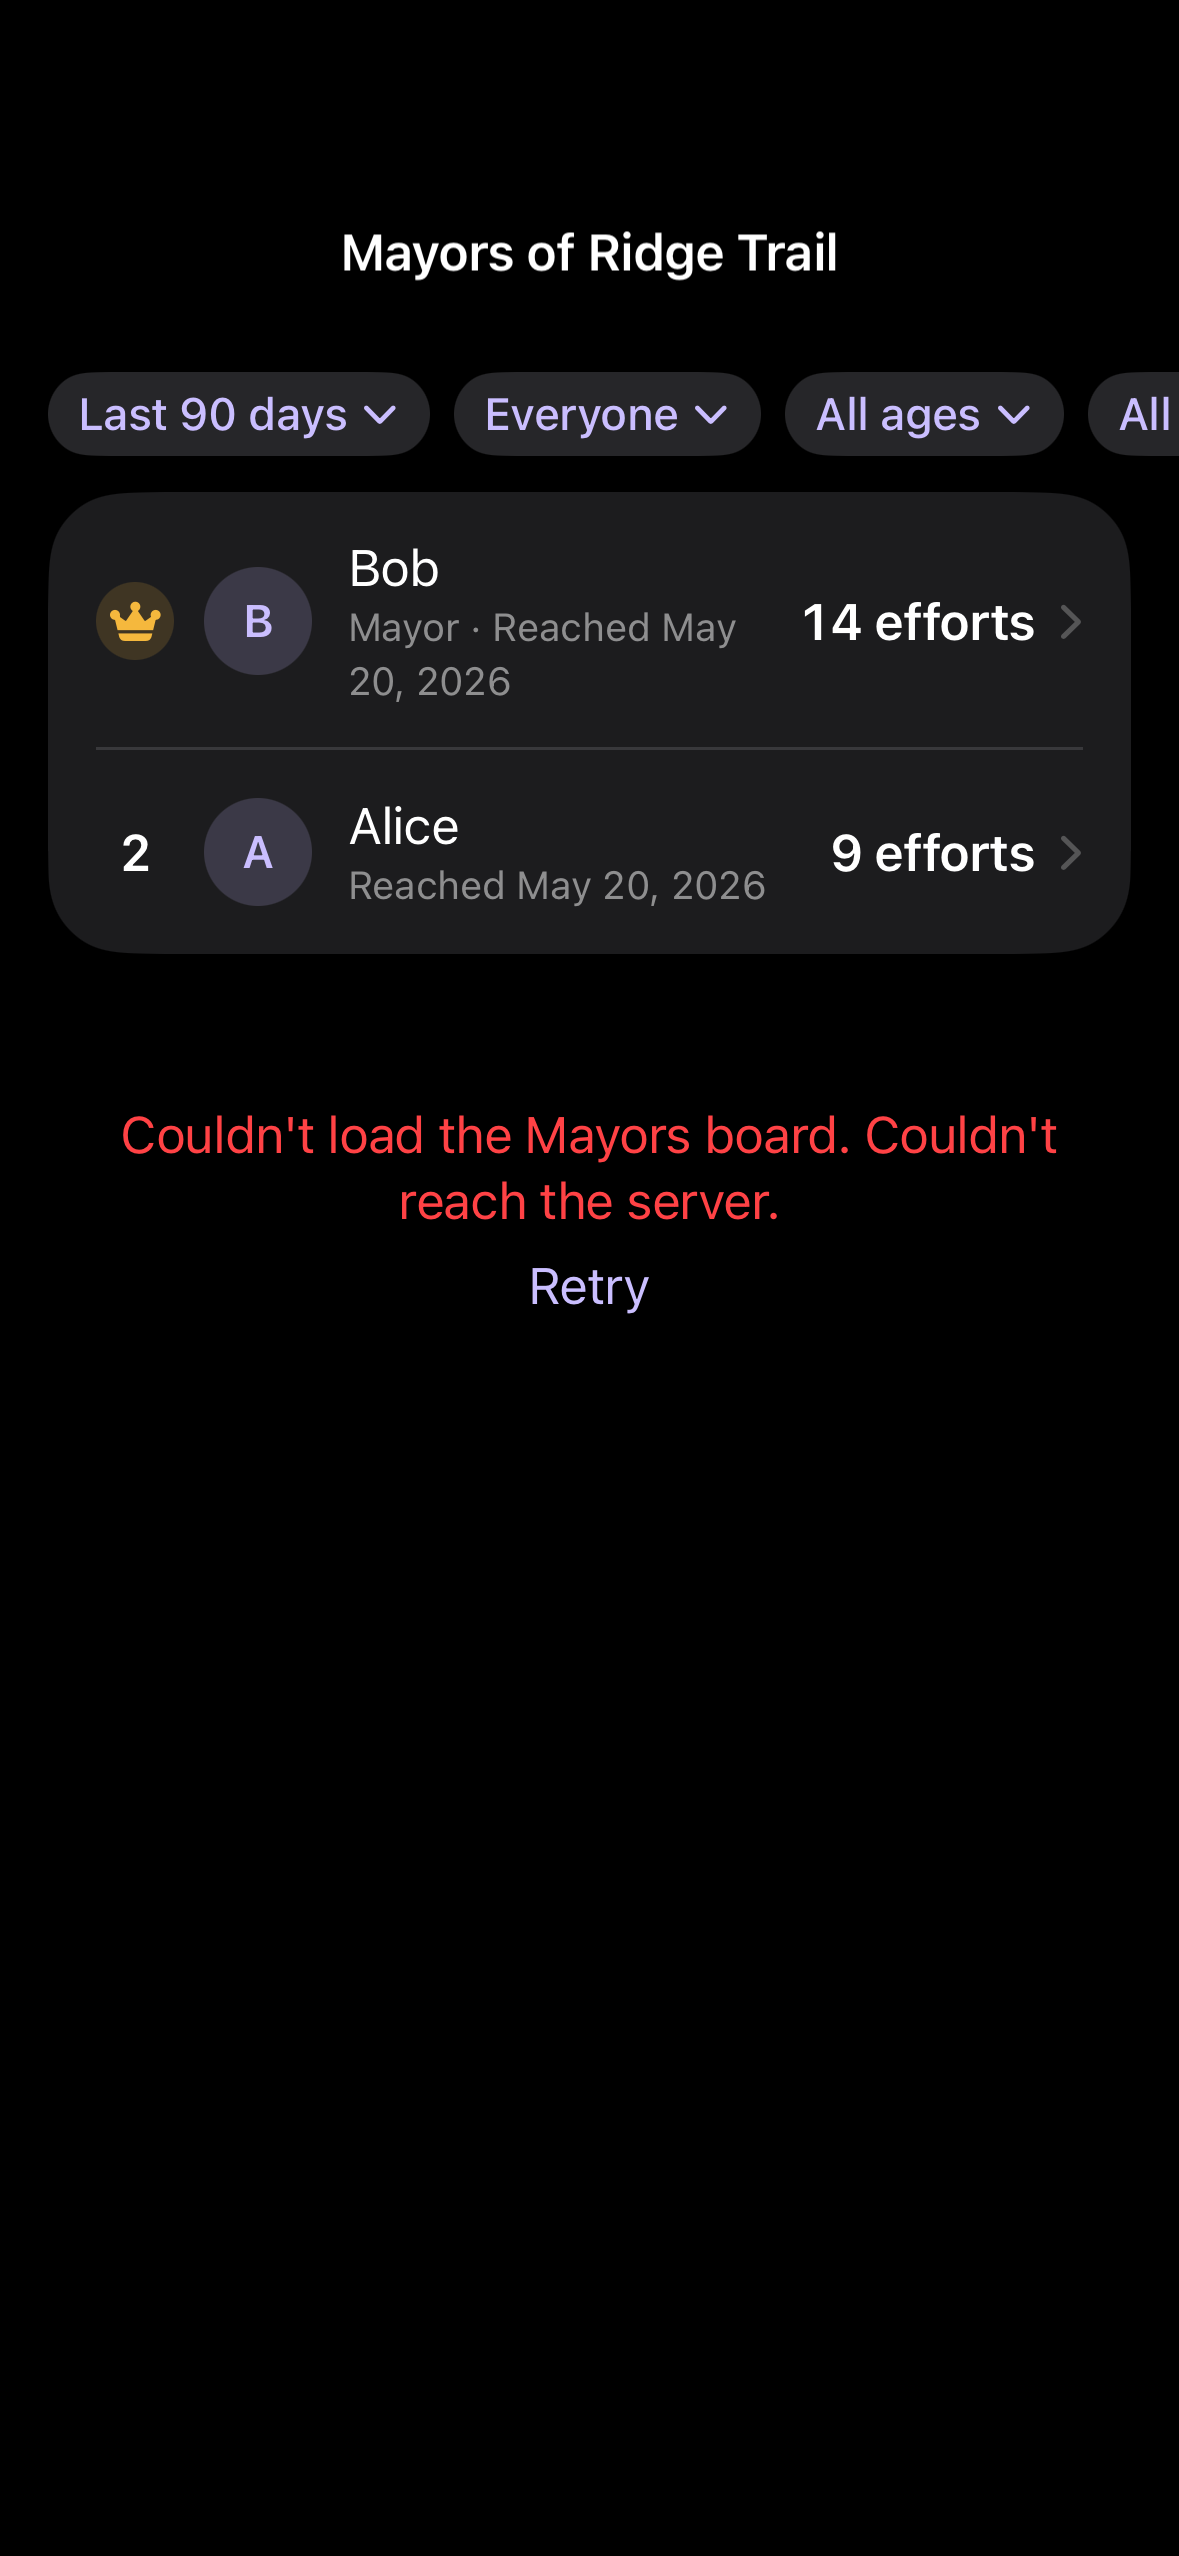 Mayors of Ridge Trail
Last 90 days
Everyone
All ages
All
B
Bob
Mayor · Reached May
20, 2026
14 efforts
2
A
Alice
Reached May 20, 2026
9 efforts
Couldn't load the Mayors board. Couldn't
reach the server.
Retry